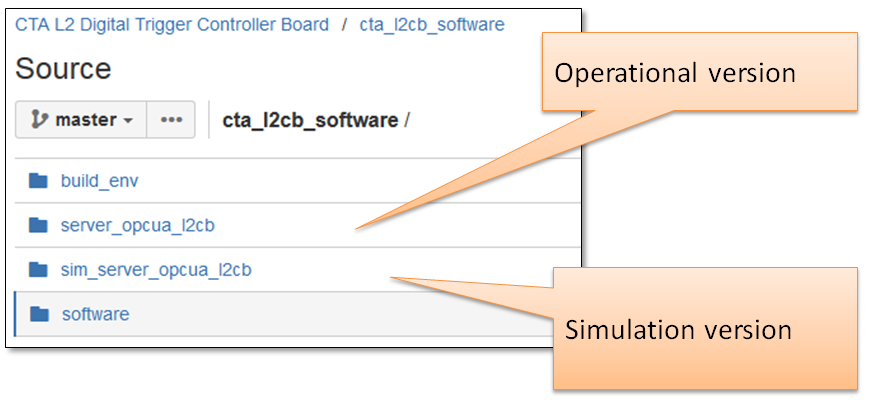 CTA L2 Digital Trigger Controller Board / cta_l2cb_software
Source
master ••• cta_l2cb_software /
build_env
server_opcua_l2cb
sim_server_opcua_l2cb
software
Operational version
Simulation version